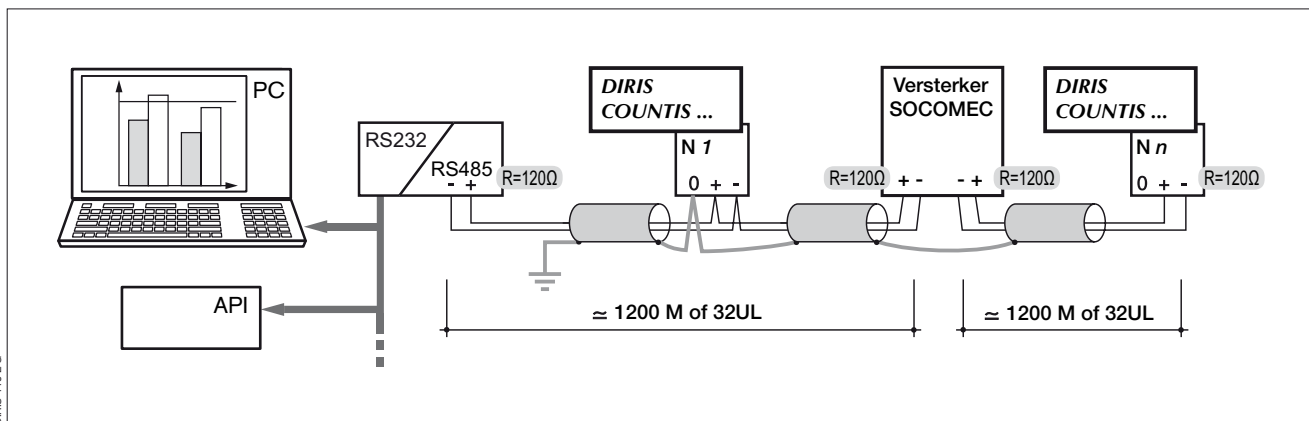 PC
API
RS232
RS485
- +
R=120Ω
DIRIS
COUNTIS ...
N 1
0 + -
Versterker
SOCOMEC
R=120Ω
+ -
- +
R=120Ω
DIRIS
COUNTIS ...
N n
0 + -
R=120Ω
≃ 1200 M of 32UL
≃ 1200 M of 32UL